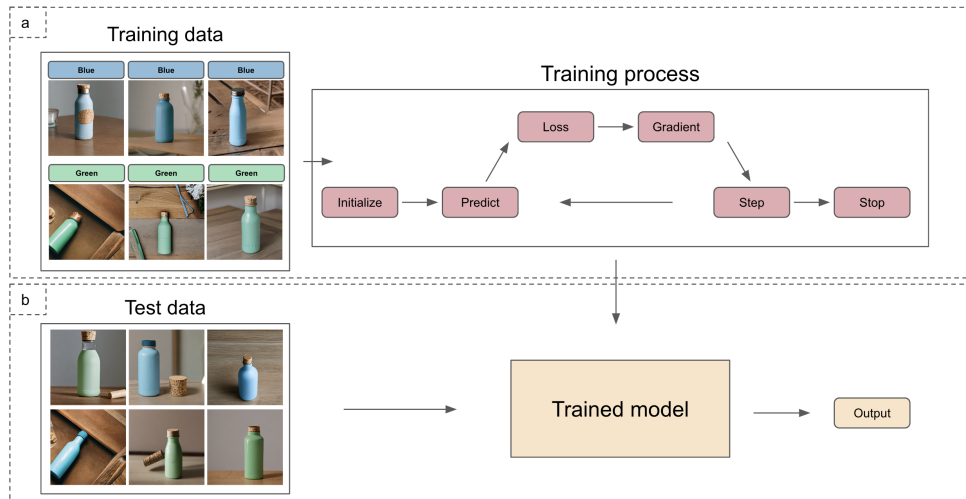 a
Training data
Blue
Blue
Blue
Green
Green
Green
Training process
Loss
Gradient
Initialize
Predict
Step
Stop
b
Test data
Trained model
Output